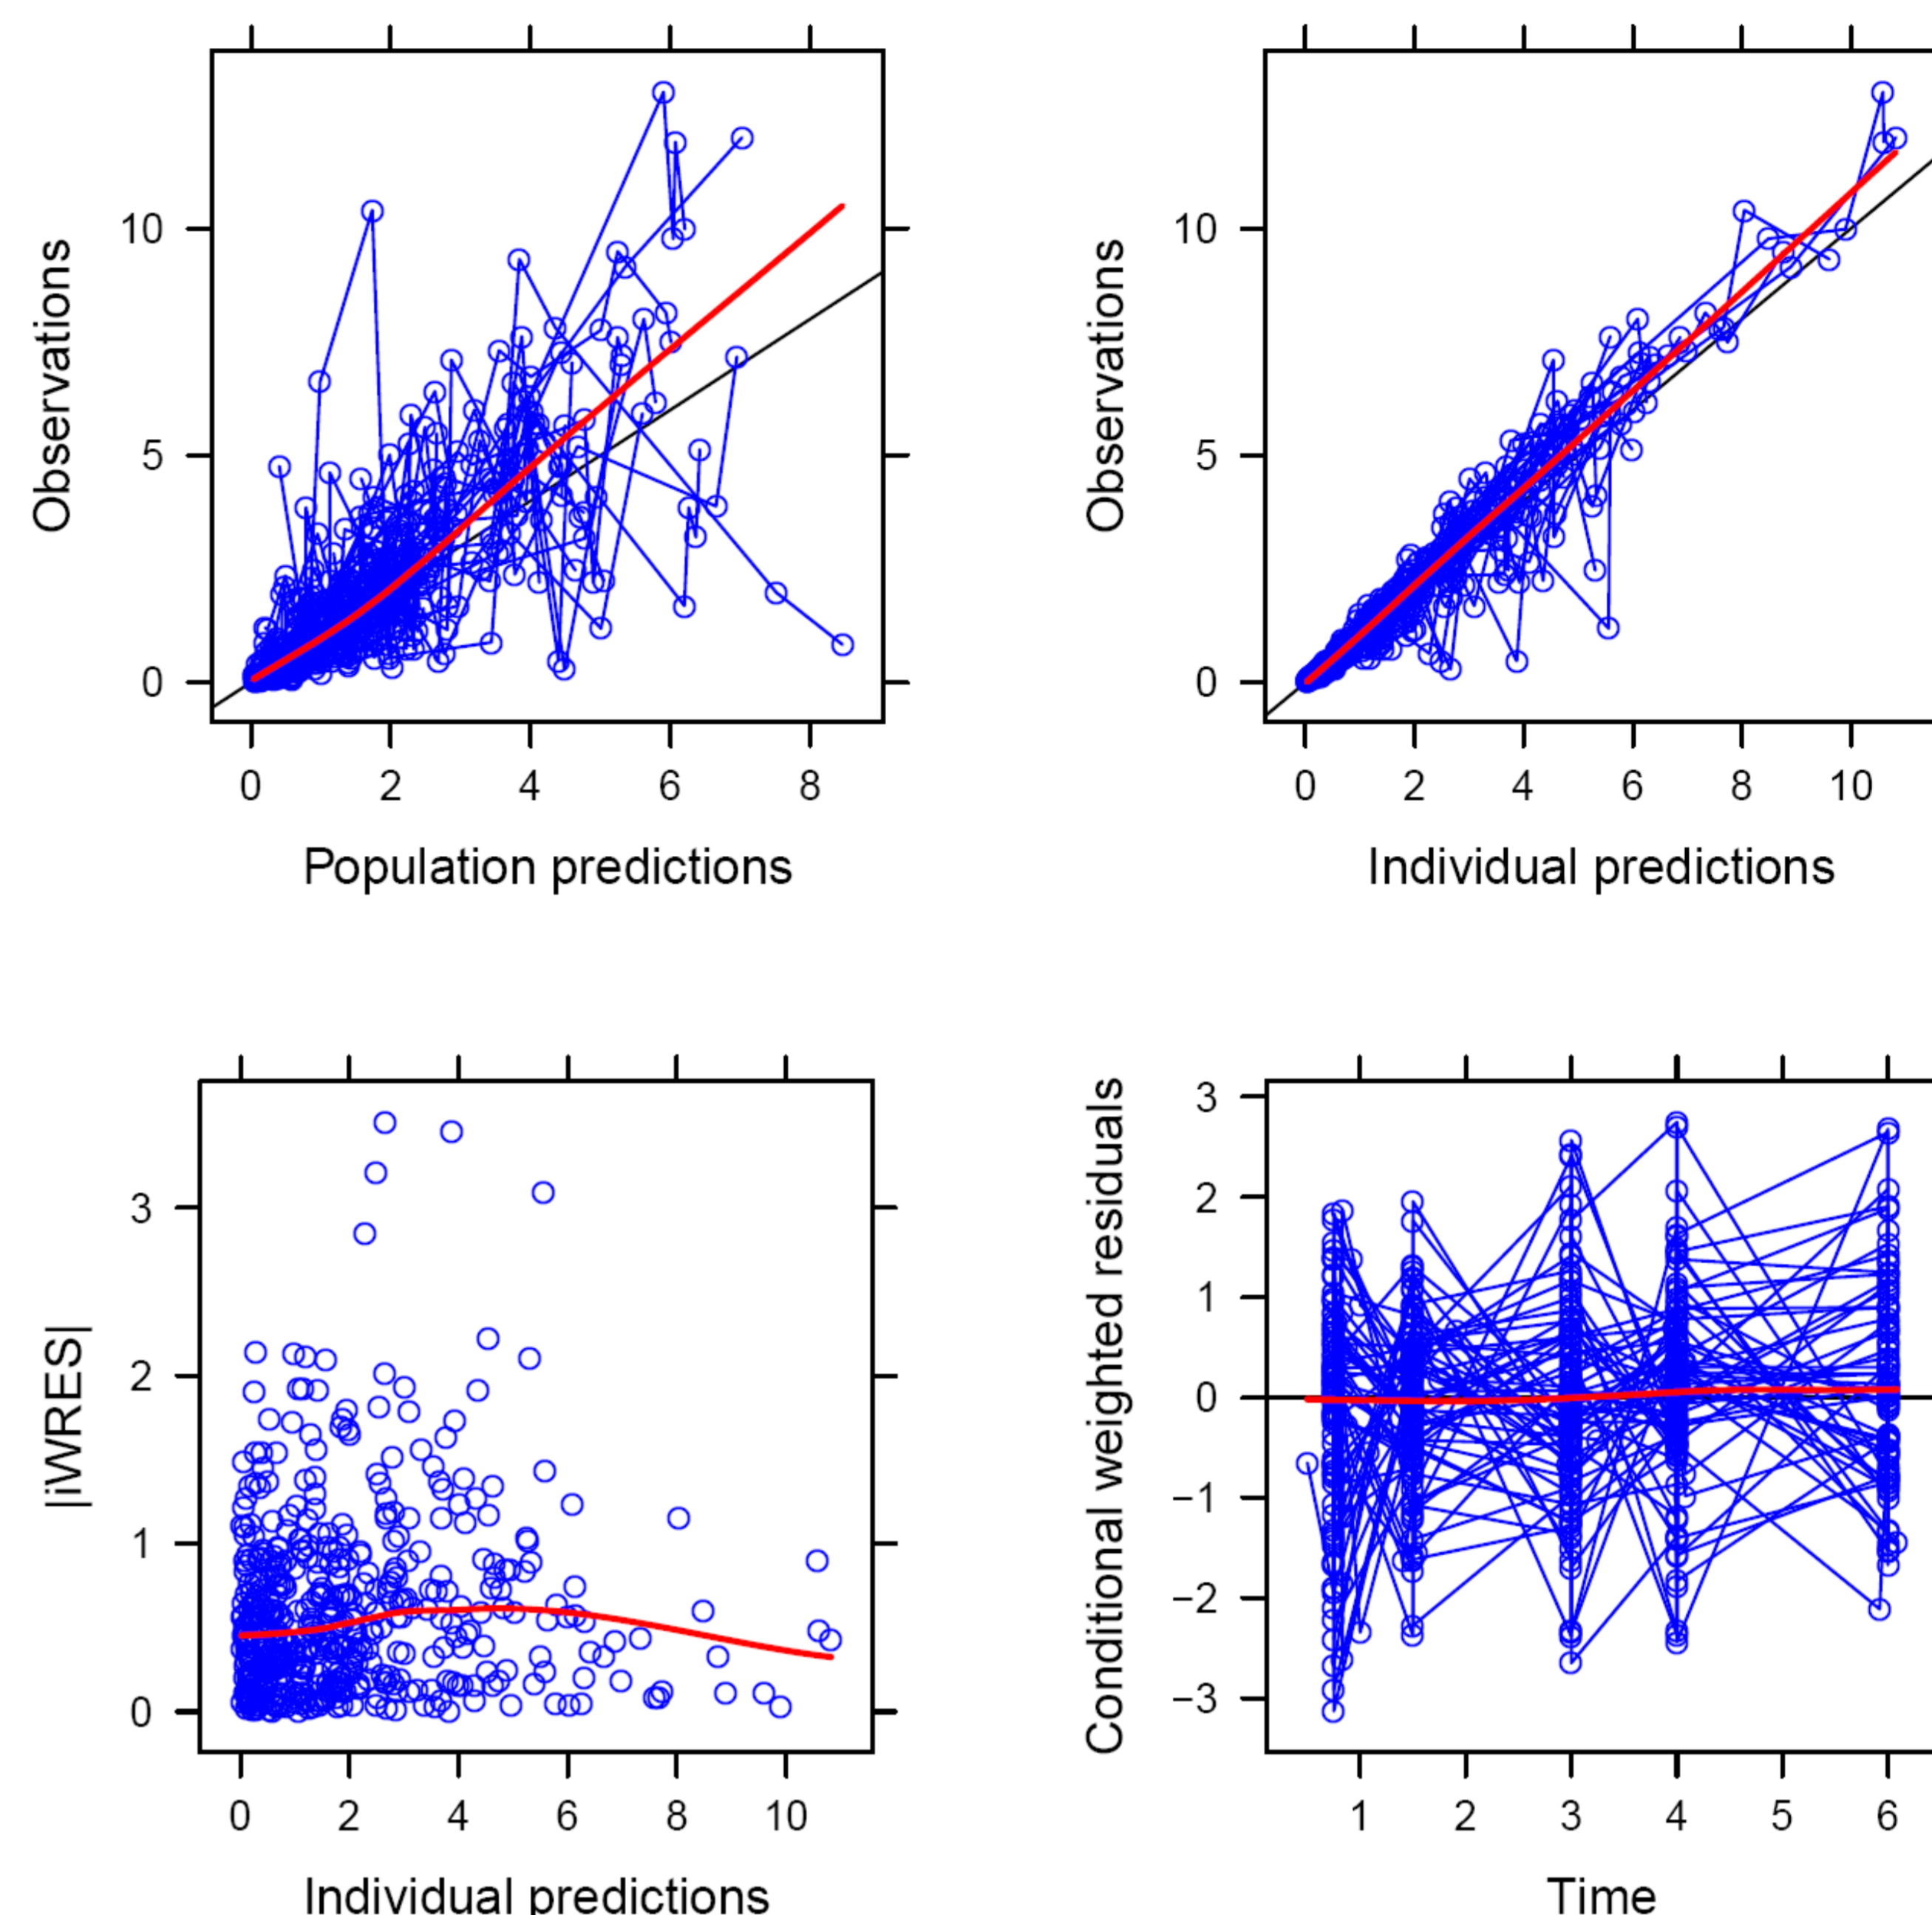 Observations
10
5
0
0 2 4 6 8
Population predictions
Observations
10
5
0
0 2 4 6 8 10
Individual predictions
|iWRES|
3
2
1
0
0 2 4 6 8 10
Individual predictions
Conditional weighted residuals
3
2
1
0
−1
−2
−3
1 2 3 4 5 6
Time